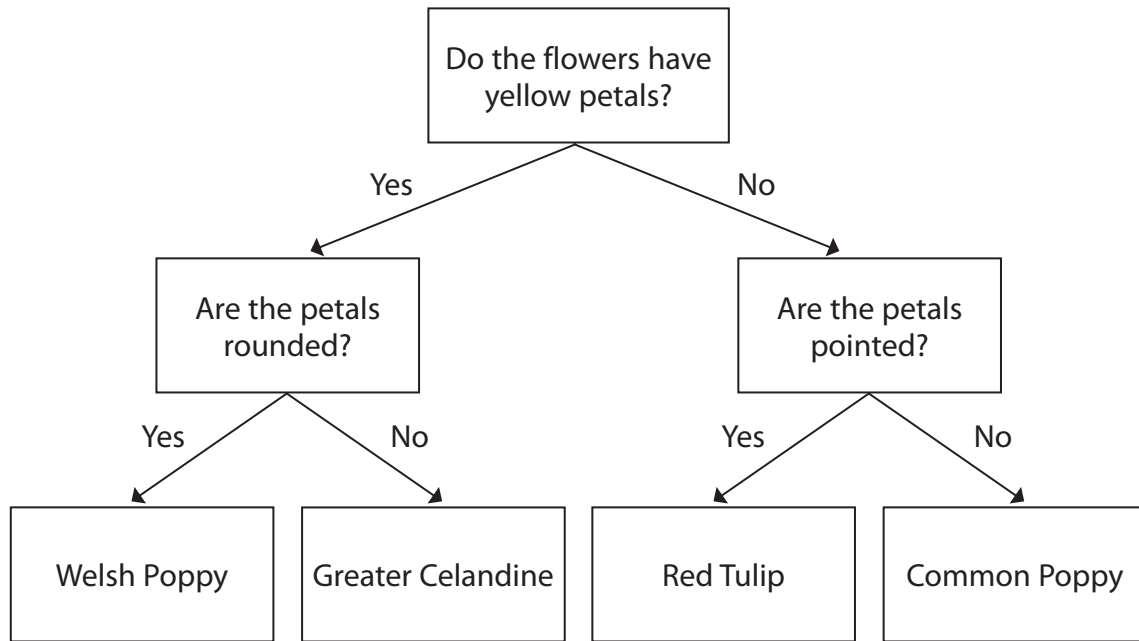 Do the flowers have
yellow petals?
Yes
No
Are the petals
rounded?
Are the petals
pointed?
Yes
No
Yes
No
Welsh Poppy
Greater Celandine
Red Tulip
Common Poppy